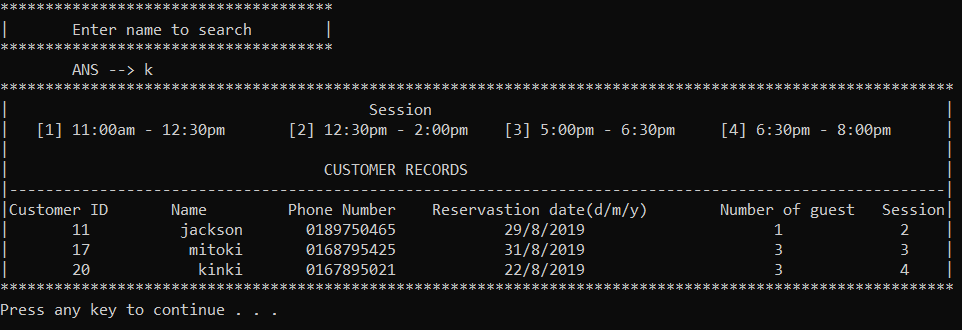 *************************************
|       Enter name to search        |
*************************************
        ANS --> k
**********************************************************************************************************
|                                        Session                                                         |
|   [1] 11:00am - 12:30pm       [2] 12:30pm - 2:00pm    [3] 5:00pm - 6:30pm     [4] 6:30pm - 8:00pm      |
|                                                                                                        |
|                                   CUSTOMER RECORDS                                                     |
|--------------------------------------------------------------------------------------------------------|
|Customer ID       Name         Phone Number    Reservastion date(d/m/y)        Number of guest   Session|
|       11          jackson       0189750465            29/8/2019                     1             2    |
|       17           mitoki       0168795425            31/8/2019                     3             3    |
|       20            kinki       0167895021            22/8/2019                     3             4    |
**********************************************************************************************************
Press any key to continue . . .